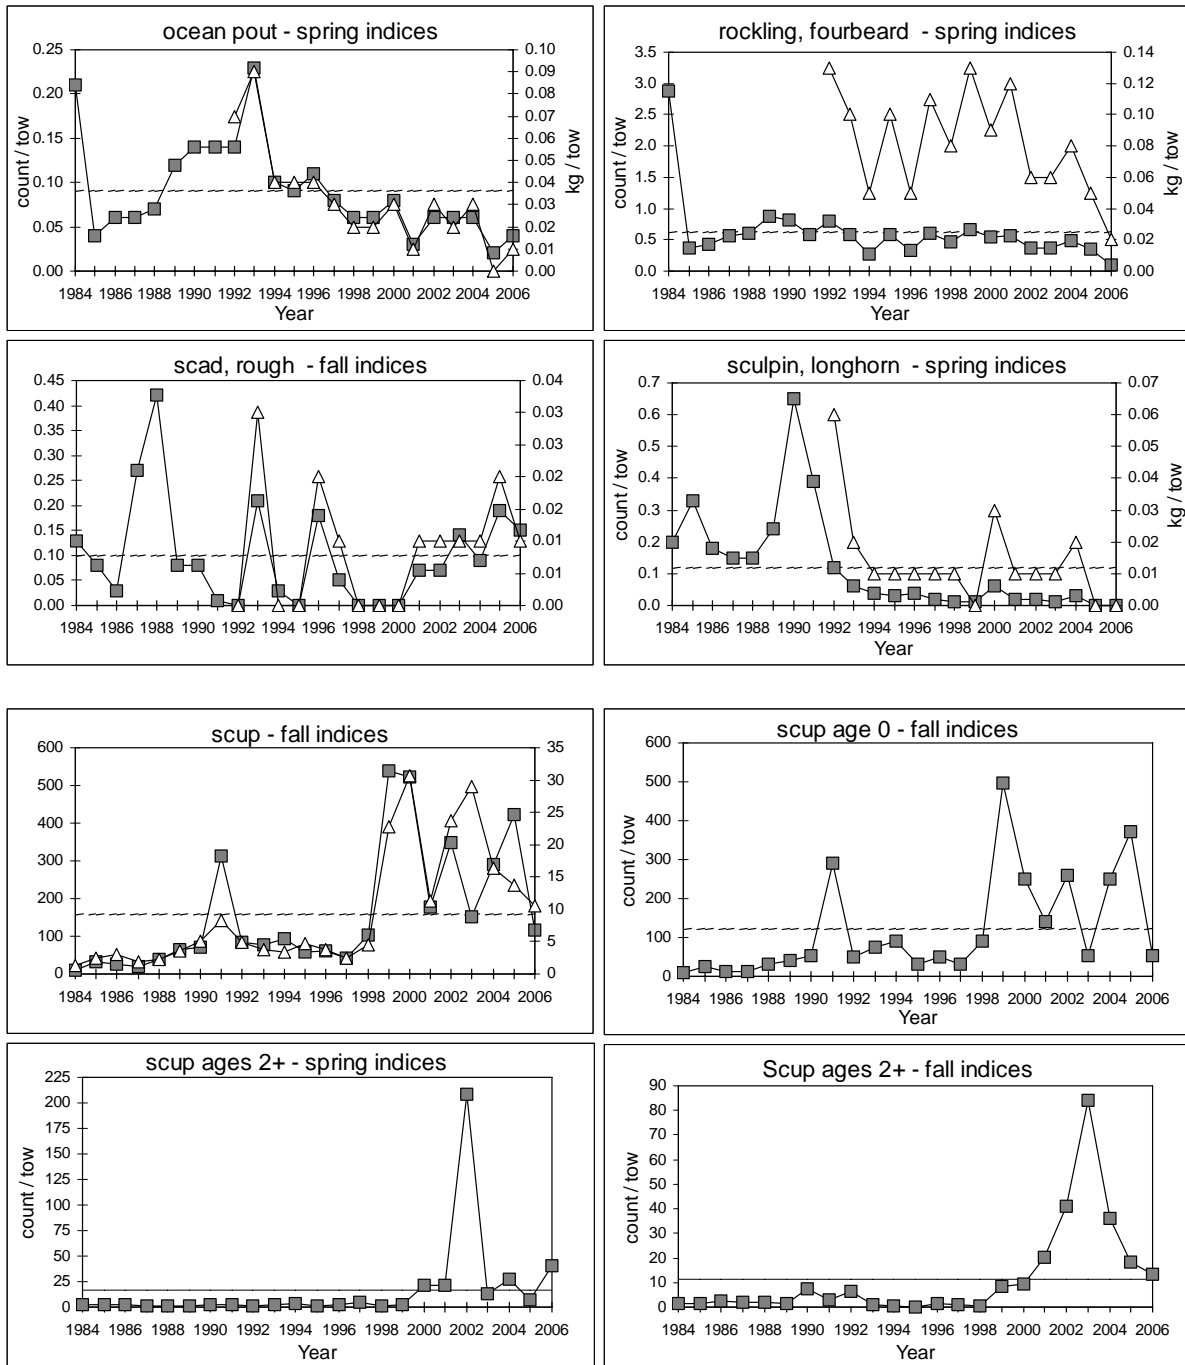 ocean pout - spring indices
0.25 0.20 0.15 0.10 0.05 0.00
count / tow
0.10 0.09 0.08 0.07 0.06 0.05 0.04 0.03 0.02 0.01 0.00
kg / tow
1984 1986 1988 1990 1992 1994 1996 1998 2000 2002 2004 2006
Year
rockling, fourbeard - spring indices
3.5 3.0 2.5 2.0 1.5 1.0 0.5 0.0
count / tow
0.14 0.12 0.10 0.08 0.06 0.04 0.02 0.00
kg / tow
1984 1986 1988 1990 1992 1994 1996 1998 2000 2002 2004 2006
Year
scad, rough - fall indices
0.45 0.40 0.35 0.30 0.25 0.20 0.15 0.10 0.05 0.00
count / tow
0.04 0.03 0.03 0.02 0.02 0.01 0.01 0.00
kg / tow
1984 1986 1988 1990 1992 1994 1996 1998 2000 2002 2004 2006
Year
sculpin, longhorn - spring indices
0.7 0.6 0.5 0.4 0.3 0.2 0.1 0.0
count / tow
0.07 0.06 0.05 0.04 0.03 0.02 0.01 0.00
kg / tow
1984 1986 1988 1990 1992 1994 1996 1998 2000 2002 2004 2006
Year
scup - fall indices
600 500 400 300 200 100 0
35 30 25 20 15 10 5 0
1984 1986 1988 1990 1992 1994 1996 1998 2000 2002 2004 2006
Year
scup age 0 - fall indices
600 500 400 300 200 100 0
count / tow
1984 1986 1988 1990 1992 1994 1996 1998 2000 2002 2004 2006
Year
scup ages 2+ - spring indices
225 200 175 150 125 100 75 50 25 0
count / tow
1984 1986 1988 1990 1992 1994 1996 1998 2000 2002 2004 2006
Year
Scup ages 2+ - fall indices
90 80 70 60 50 40 30 20 10 0
count / tow
1984 1986 1988 1990 1992 1994 1996 1998 2000 2002 2004 2006
Year